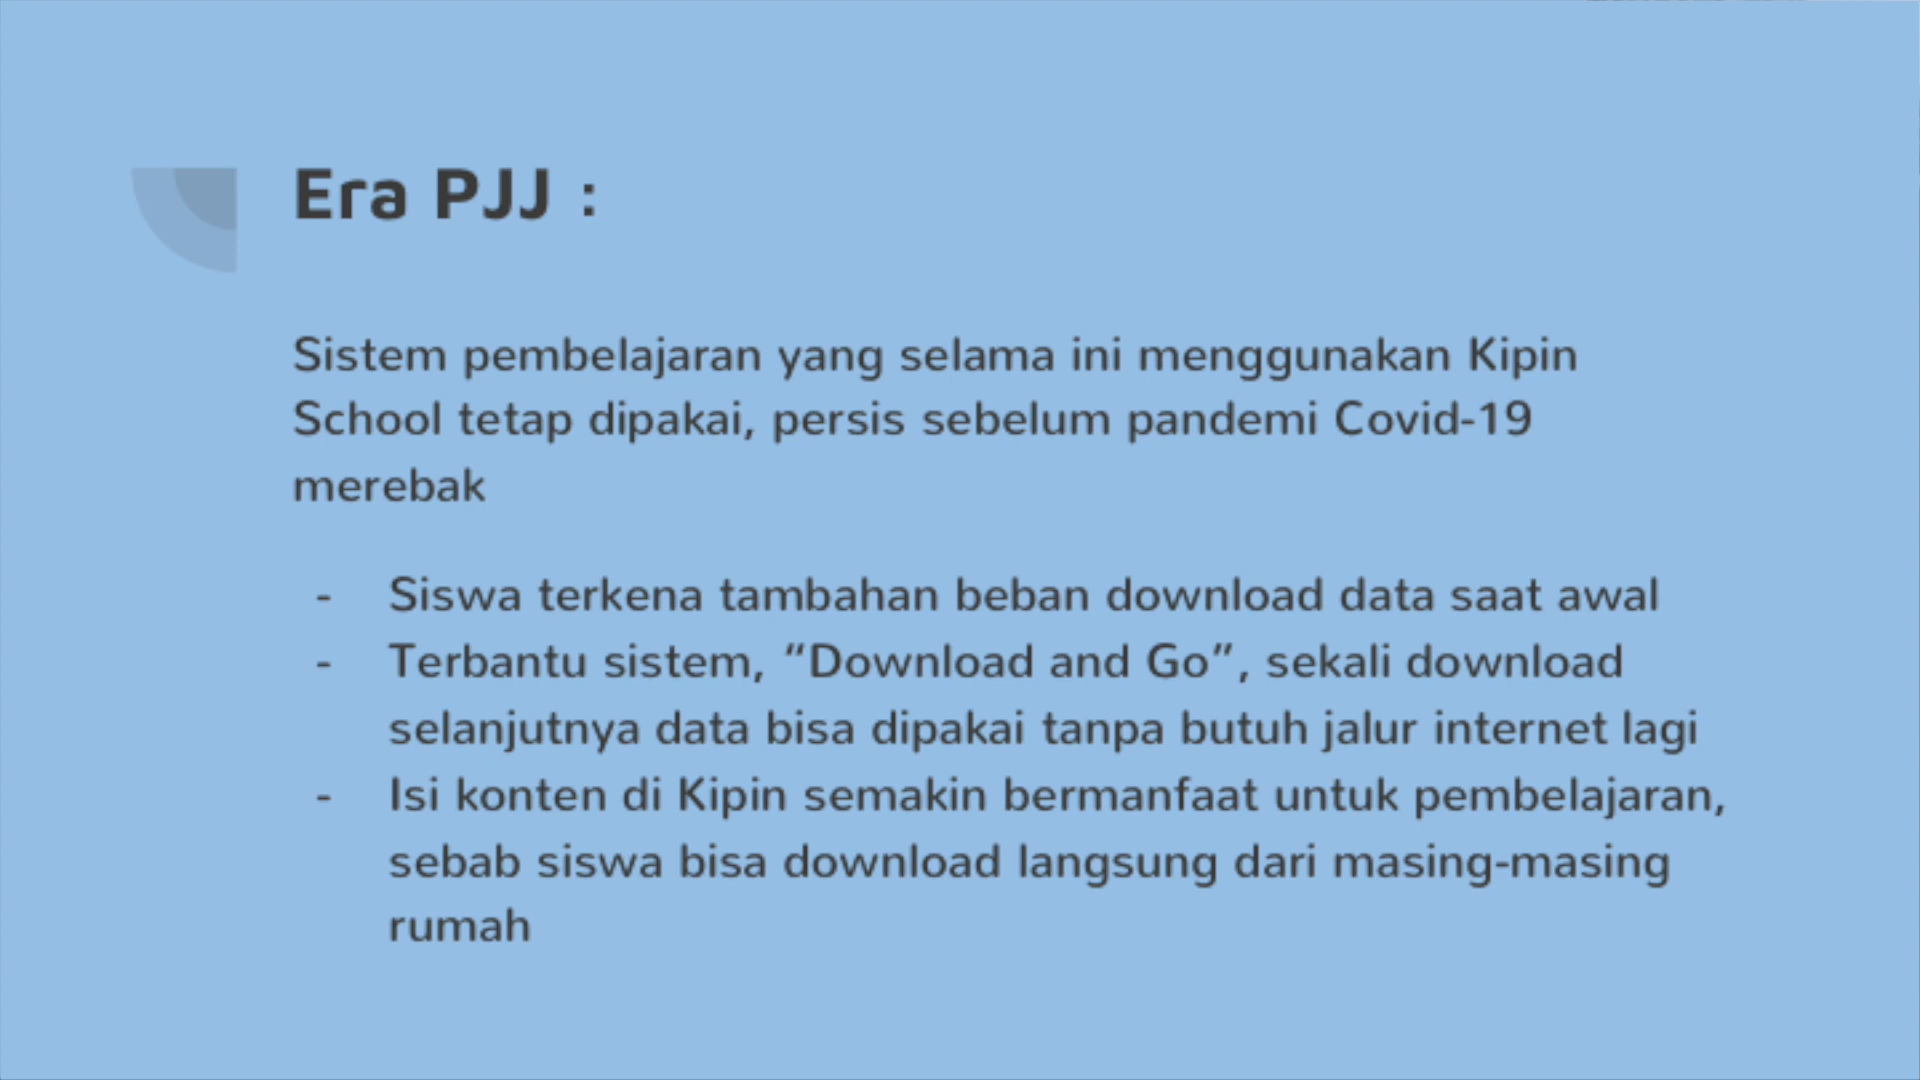 Era PJJ :
Sistem pembelajaran yang selama ini menggunakan Kipin
School tetap dipakai, persis sebelum pandemi Covid-19
merebak
- Siswa terkena tambahan beban download data saat awal
- Terbantu sistem, “Download and Go”, sekali download
selanjutnya data bisa dipakai tanpa butuh jalur internet lagi
- Isi konten di Kipin semakin bermanfaat untuk pembelajaran,
sebab siswa bisa download langsung dari masing-masing
rumah